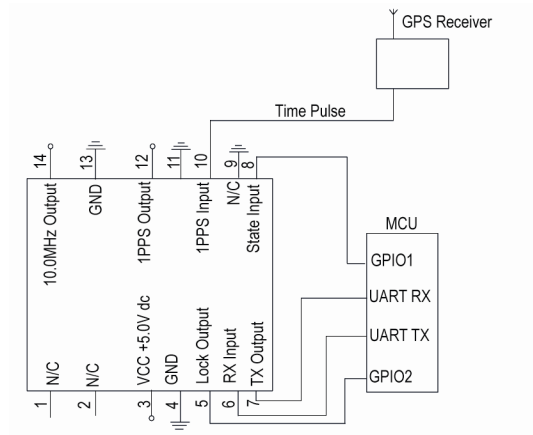 GPS Receiver
Time Pulse
14
13
12
11
10
9
8
10.0MHz Output
GND
1PPS Output
1PPS Input
N/C
State Input
MCU
GPIO1
UART RX
UART TX
GPIO2
N/C
N/C
VCC +5.0V dc
GND
Lock Output
RX Input
TX Output
1
2
3
4
5
6
7